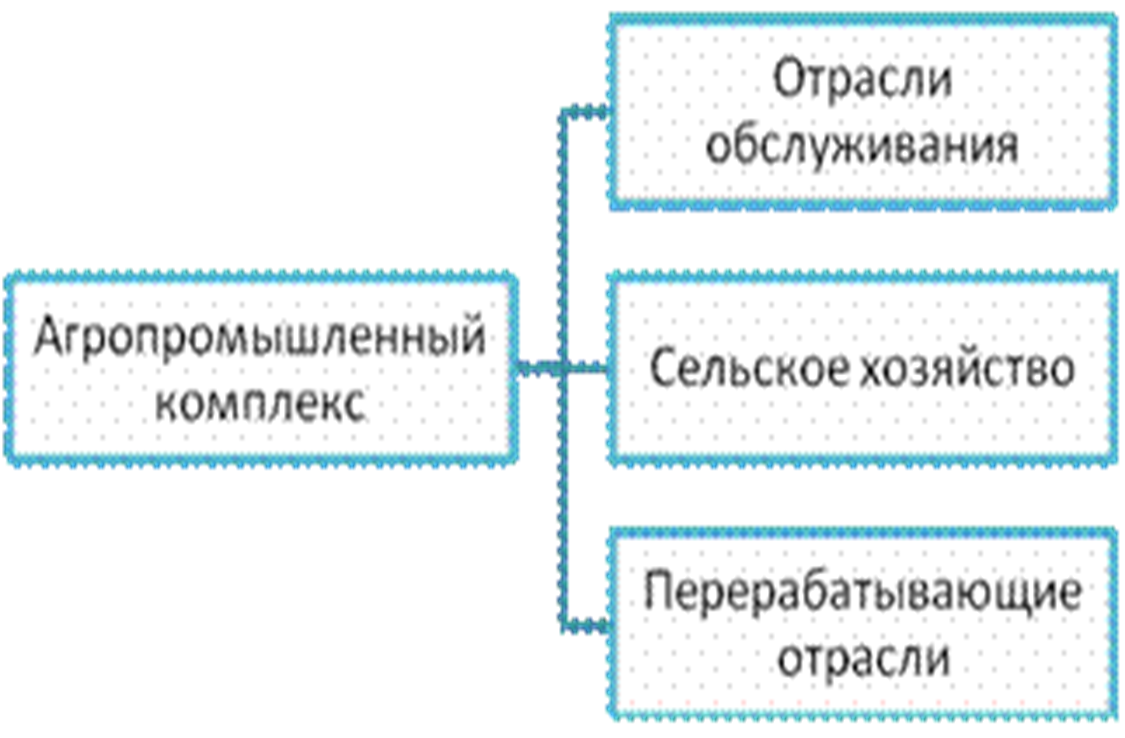 Отрасли
обслуживания
Агропромышленный
комплекс
Сельское хозяйство
Перерабатывающие
отрасли